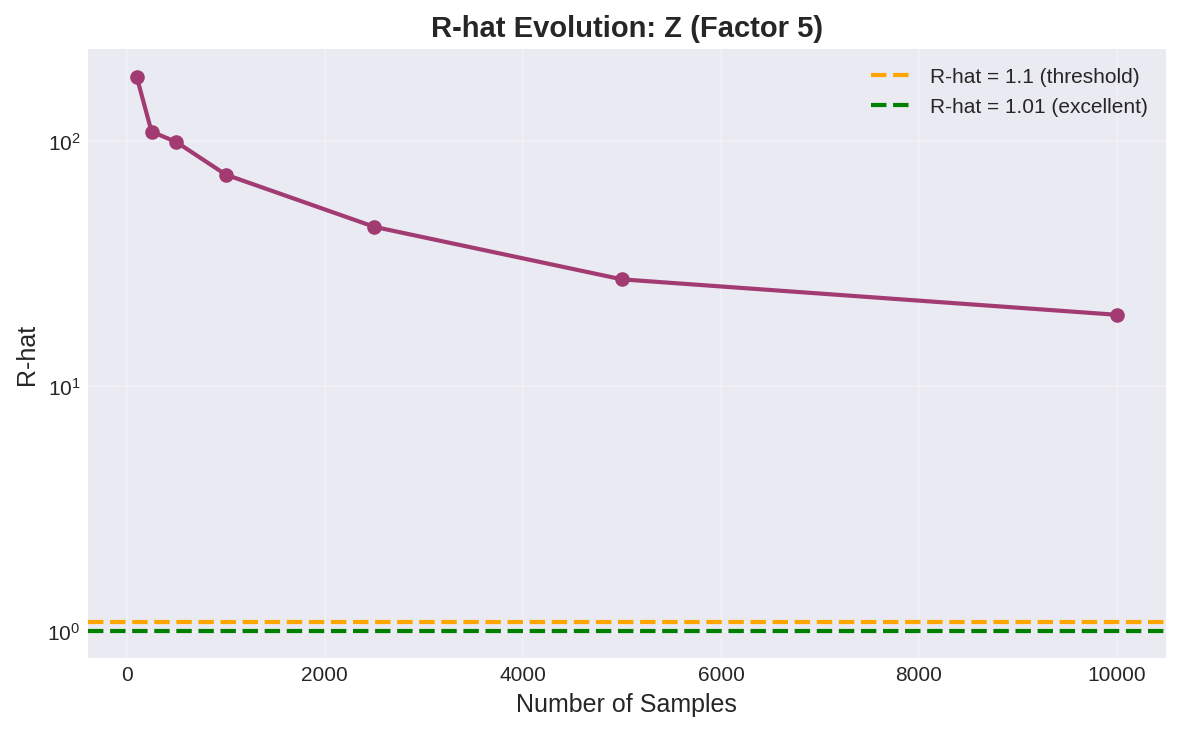 R-hat Evolution: Z (Factor 5)
R-hat = 1.1 (threshold)
R-hat = 1.01 (excellent)
10²
10¹
10⁰
R-hat
0 2000 4000 6000 8000 10000
Number of Samples